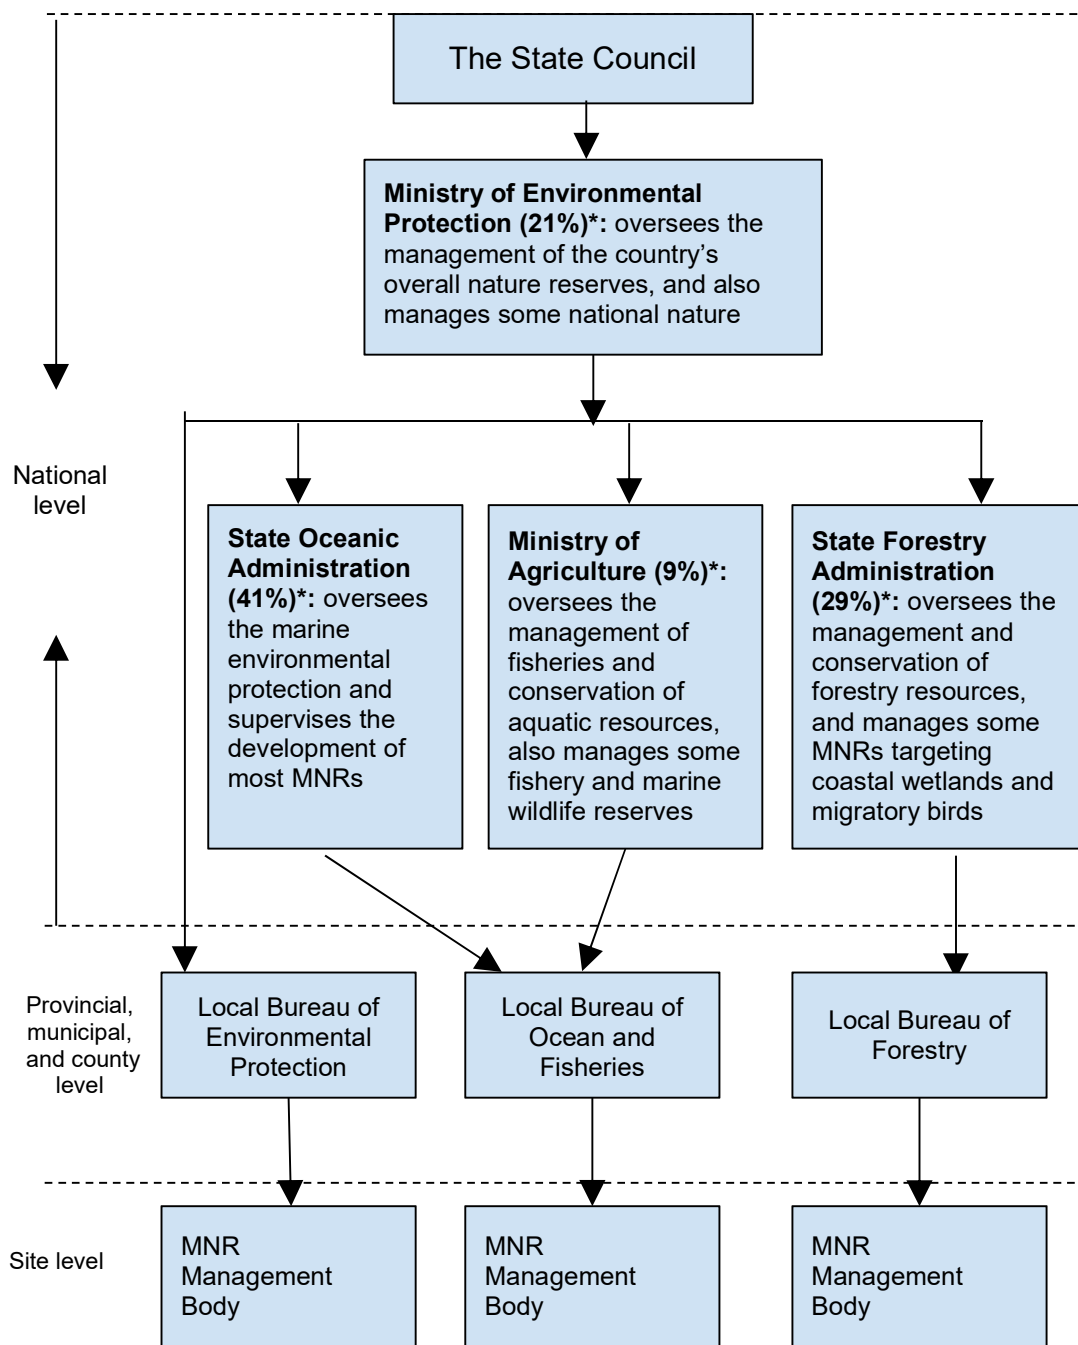 The State Council
Ministry of Environmental
Protection (21%)*: oversees the
management of the country's
overall nature reserves, and also
manages some national nature
National
level
State Oceanic
Administration
(41%)*: oversees
the marine
environmental
protection and
supervises the
development of
most MNRs
Ministry of
Agriculture (9%)*:
oversees the
management of
fisheries and
conservation of
aquatic resources,
also manages some
fishery and marine
wildlife reserves
State Forestry
Administration
(29%)*: oversees the
management and
conservation of
forestry resources,
and manages some
MNRs targeting
coastal wetlands and
migratory birds
Provincial,
municipal,
and county
level
Local Bureau of
Environmental
Protection
Local Bureau of
Ocean and
Fisheries
Local Bureau of
Forestry
Site level
MNR
Management
Body
MNR
Management
Body
MNR
Management
Body